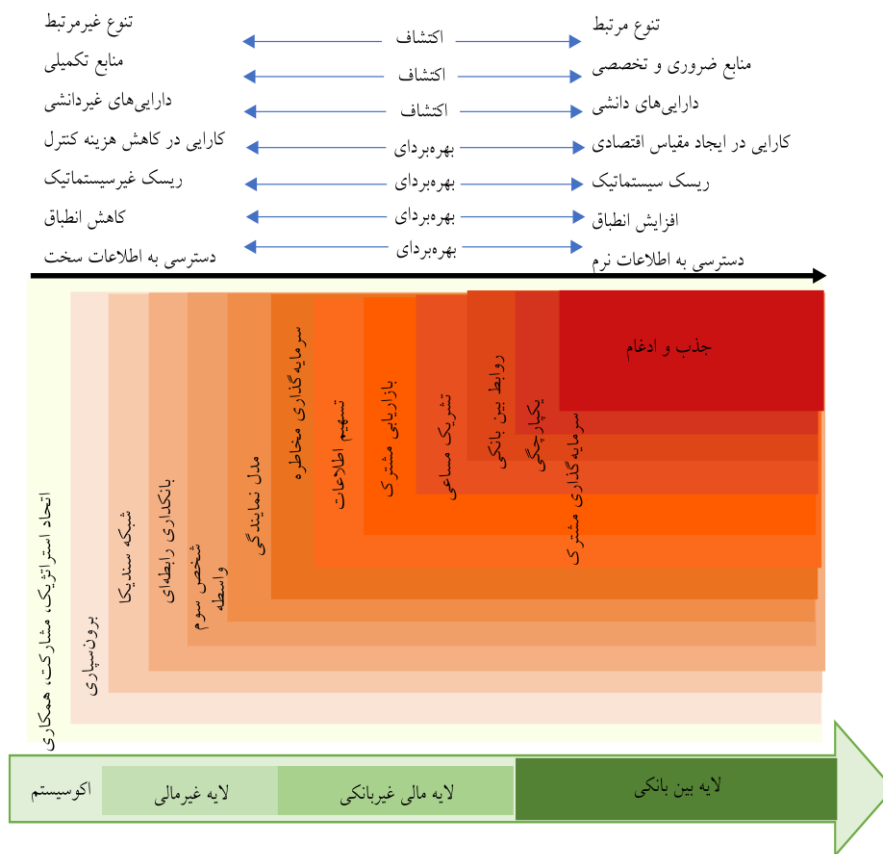 تنوع مرتبط
اکتشاف
تنوع غیرمرتبط
منابع ضروری و تخصصی
اکتشاف
منابع تکمیلی
دارایی‌های دانشی
اکتشاف
دارایی‌های غیردانشی
کارایی در ایجاد مقیاس اقتصادی
بهره‌بردای
کارایی در کاهش هزینه کنترل
ریسک سیستماتیک
بهره‌بردای
ریسک غیرسیستماتیک
افزایش انطباق
بهره‌بردای
کاهش انطباق
دسترسی به اطلاعات نرم
بهره‌بردای
دسترسی به اطلاعات سخت
جذب و ادغام
سرمایه‌گذاری مشترک
یکپارچگی
روابط بین بانکی
تشریک مساعی
بازاریابی مشترک
تسهیم اطلاعات
سرمایه‌گذاری مخاطره
مدل نمایندگی
شخص سوم
واسطه
بانکداری رابطه‌ای
شبکه سندیکا
برون‌سپاری
اتحاد استراتژیک، مشارکت، همکاری
لایه بین بانکی
لایه مالی غیربانکی
لایه غیرمالی
اکوسیستم